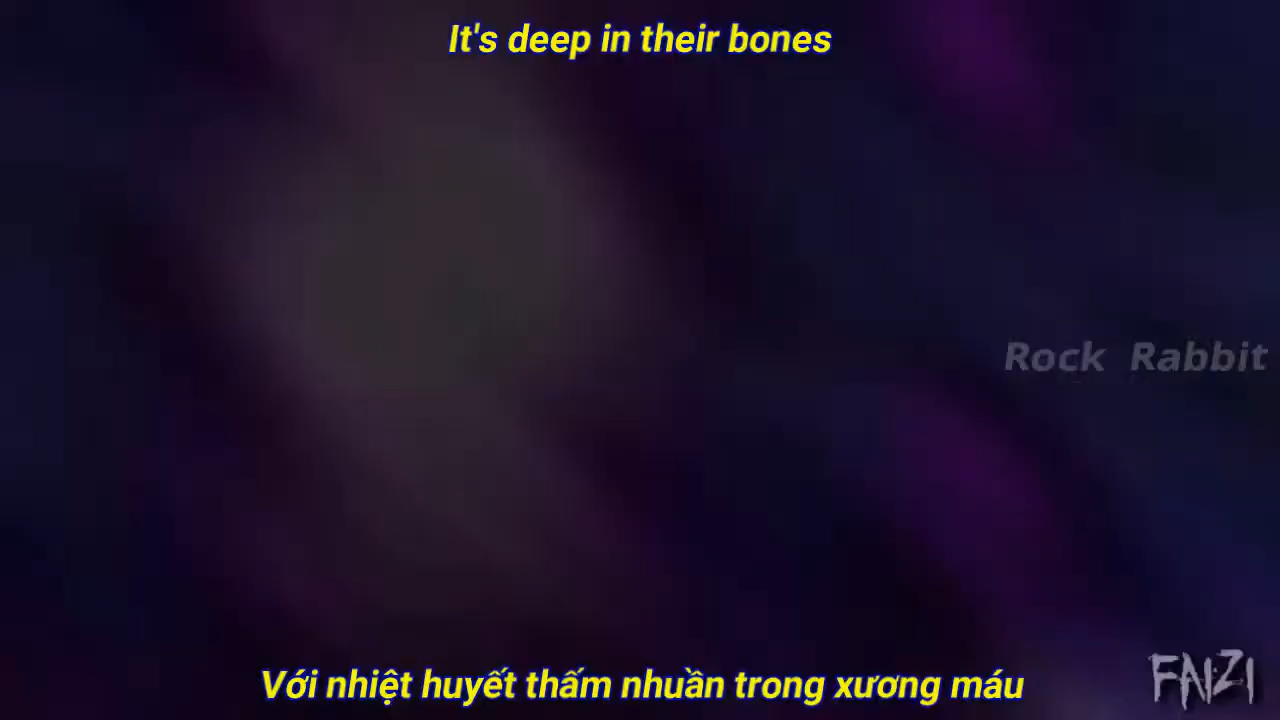 It's deep in their bones
Rock Rabbit
Với nhiệt huyết thấm nhuần trong xương máu
FAIZI